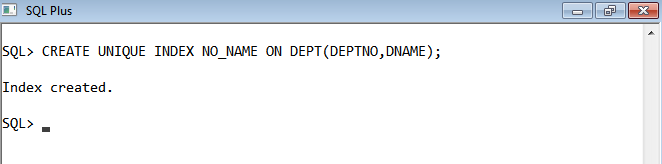 SQL Plus
SQL> CREATE UNIQUE INDEX NO_NAME ON DEPT(DEPTNO,DNAME);
Index created.
SQL>